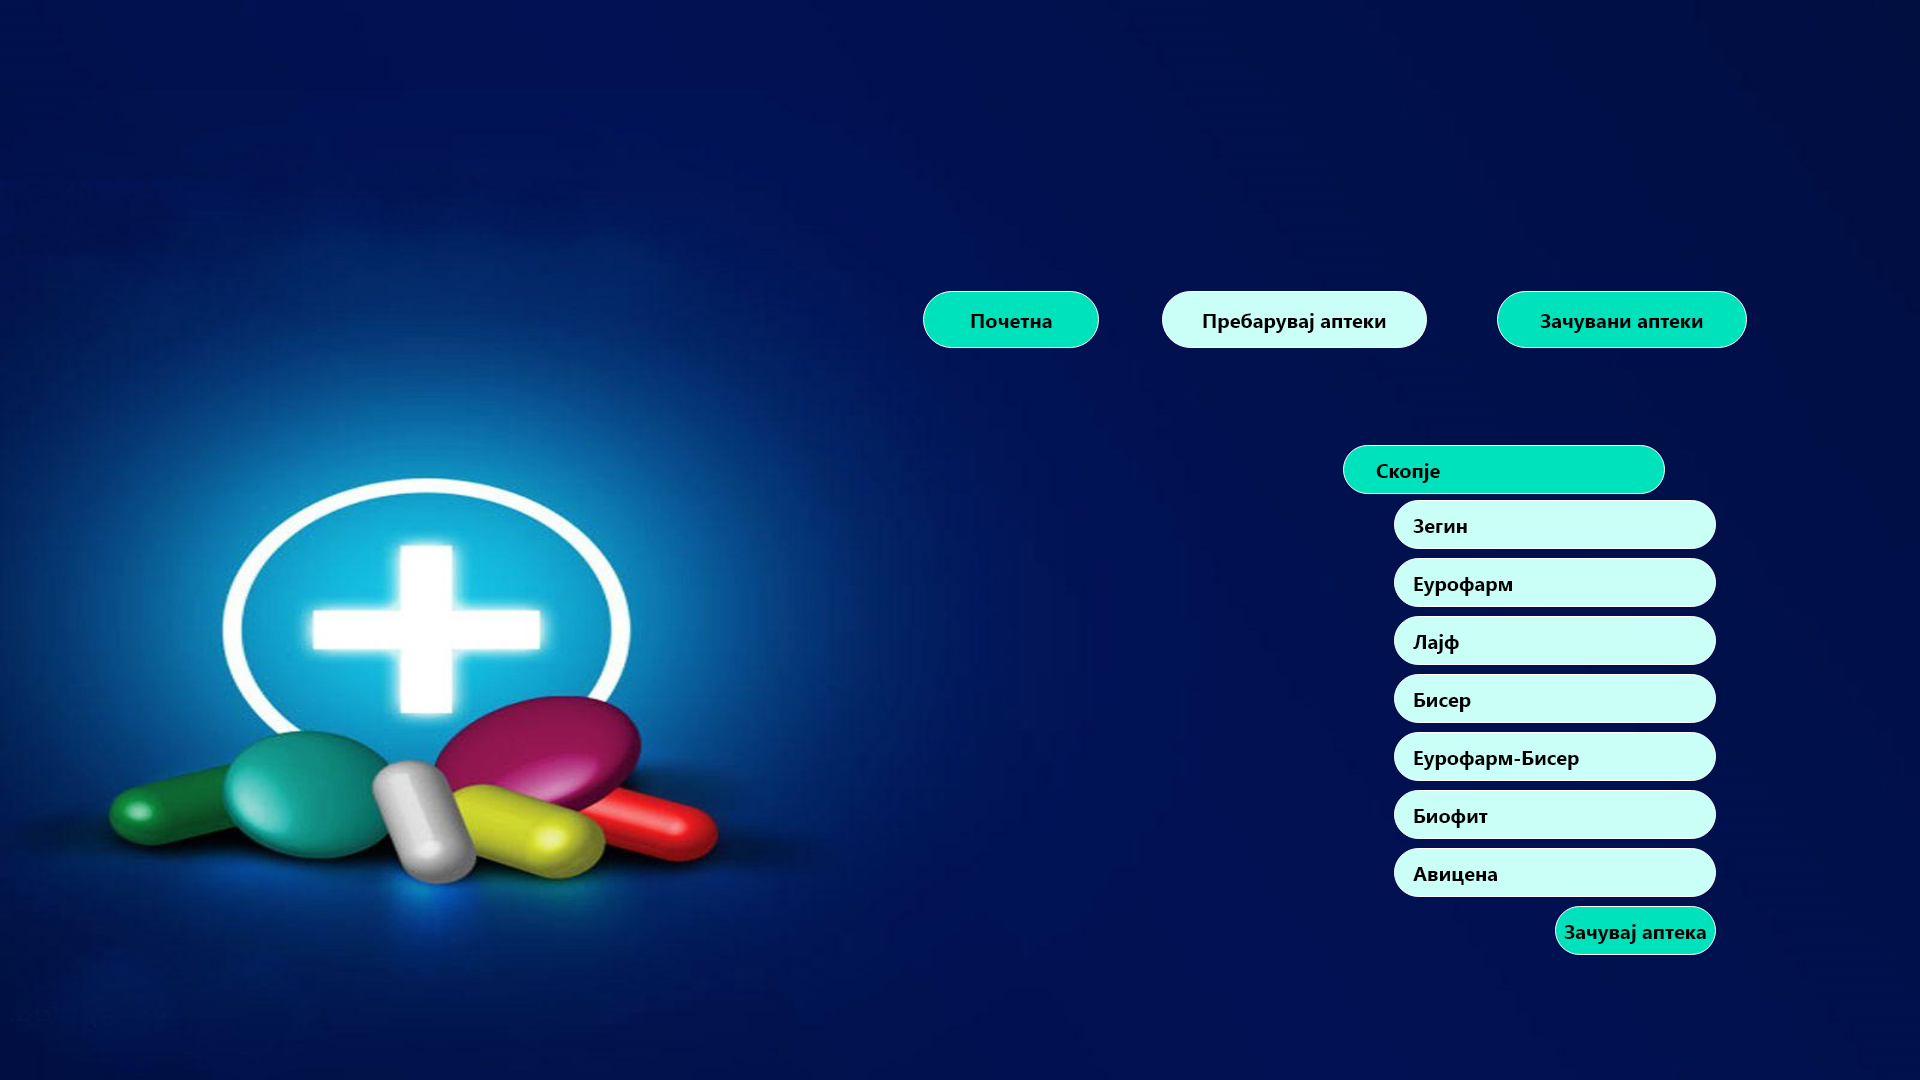 Почетна
Пребарувај аптеки
Зачувани аптеки
Скопје
Зегин
Еурофарм
Лајф
Бисер
Еурофарм-Бисер
Биофит
Авицена
Зачувај аптека